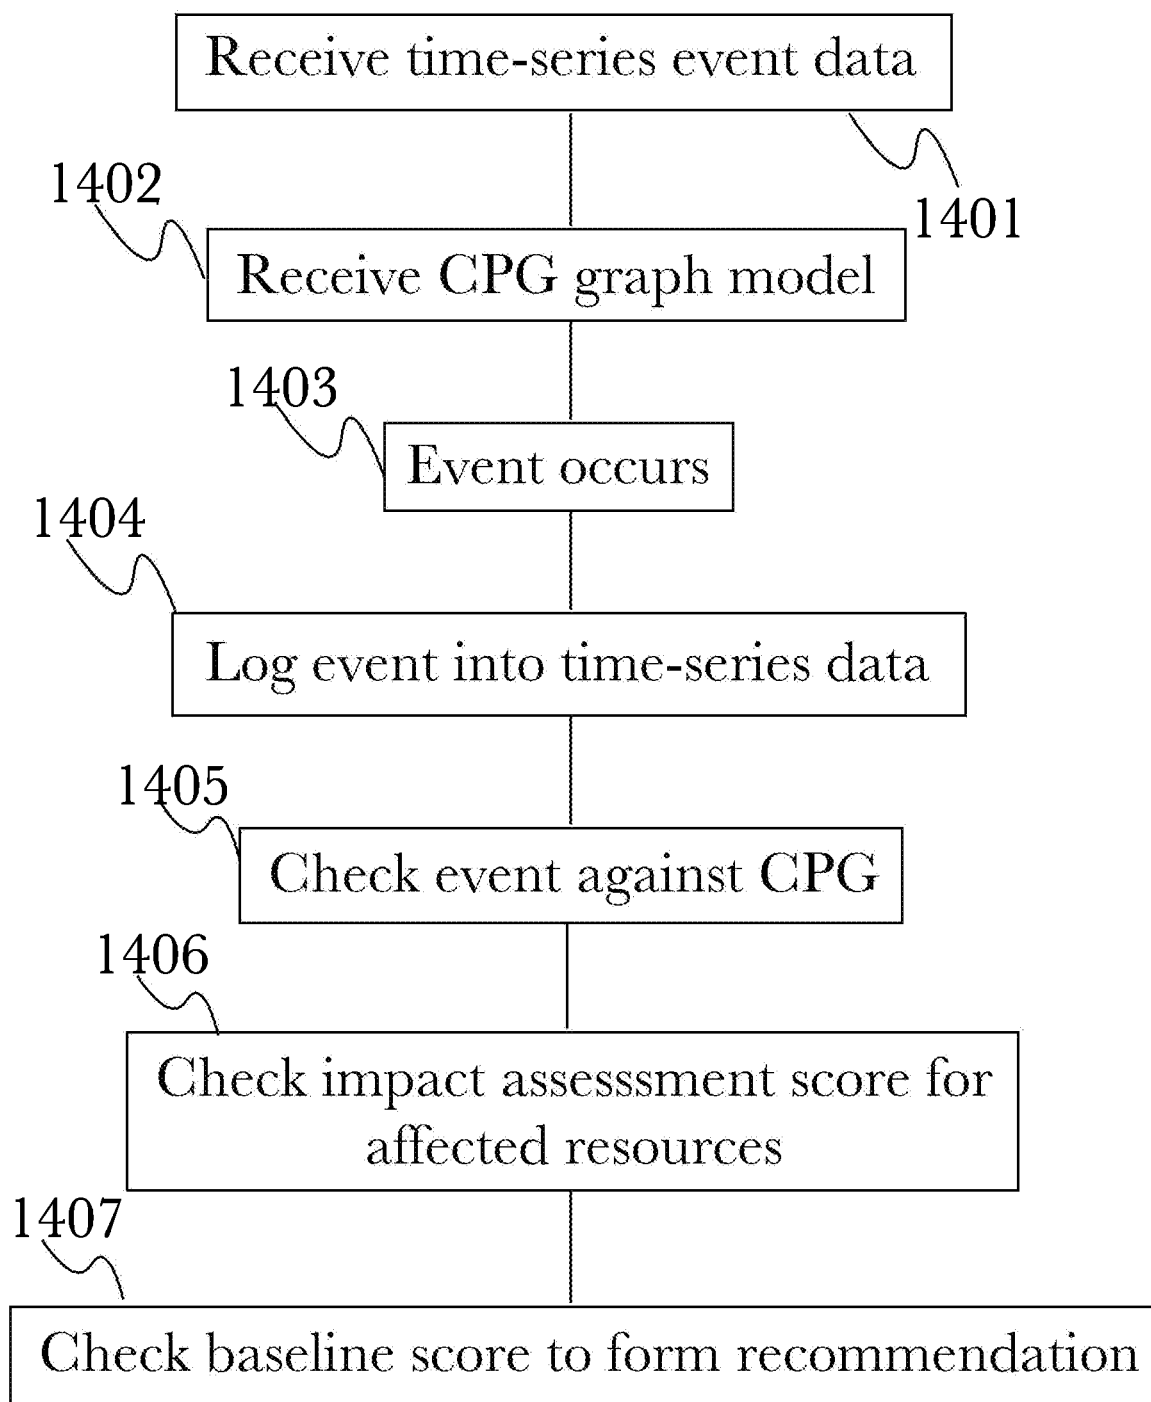 Receive time-series event data
1401
1402
Receive CPG graph model
1403
Event occurs
1404
Log event into time-series data
1405
Check event against CPG
1406
Check impact assesssment score for
affected resources
1407
Check baseline score to form recommendation